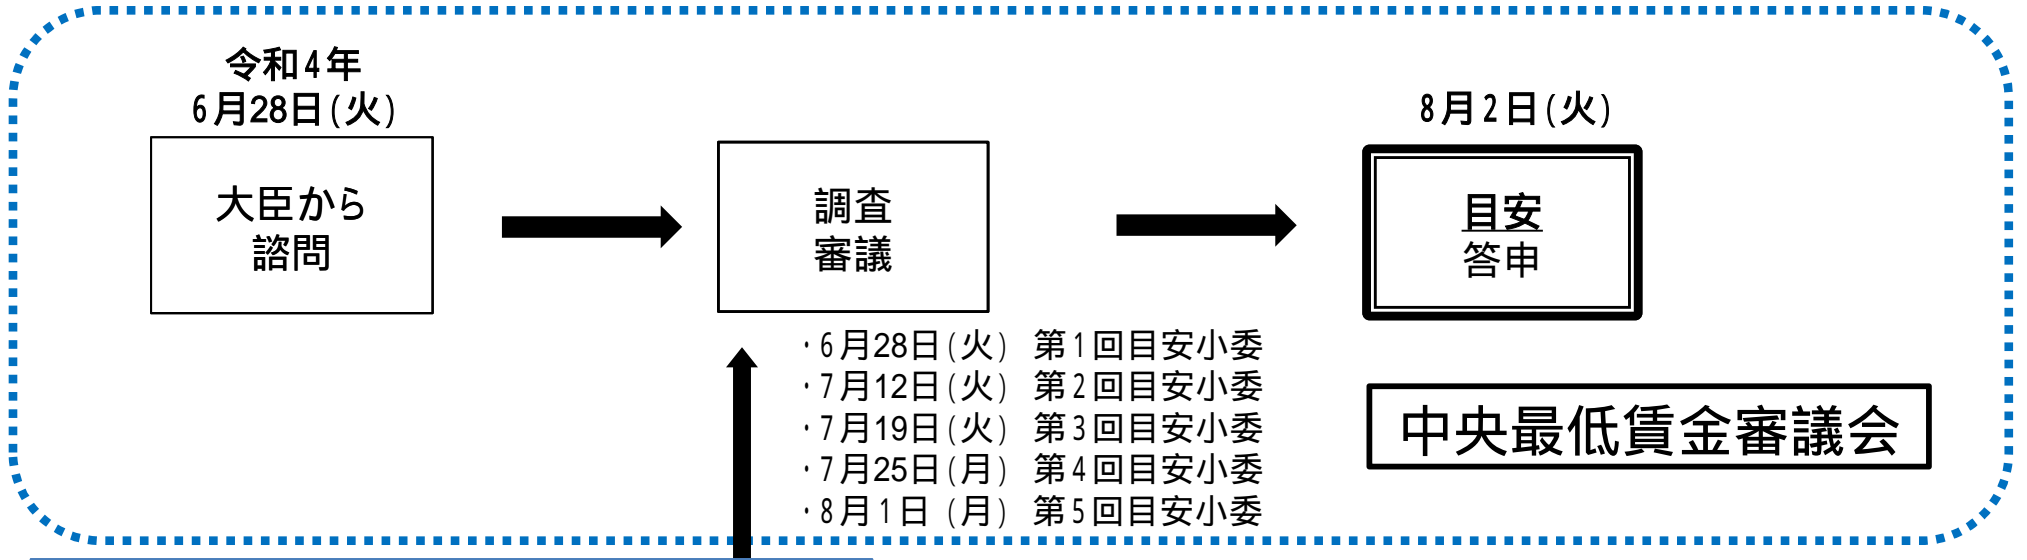 令和4年
6月28日(火)
大臣から
諮問
調査
審議
8月2日(火)
目安
答申
・6月28日(火) 第1回目安小委
・7月12日(火) 第2回目安小委
・7月19日(火) 第3回目安小委
・7月25日(月) 第4回目安小委
・8月1日 (月) 第5回目安小委
中央最低賃金審議会